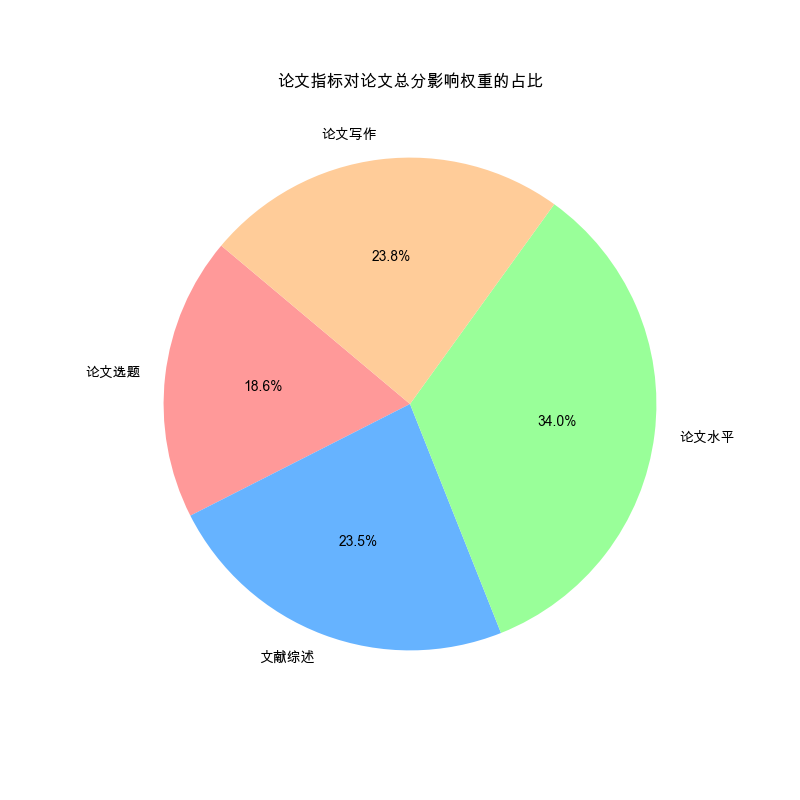 论文指标对论文总分影响权重的占比
论文写作
23.8%
论文选题
18.6%
34.0%
论文水平
23.5%
文献综述